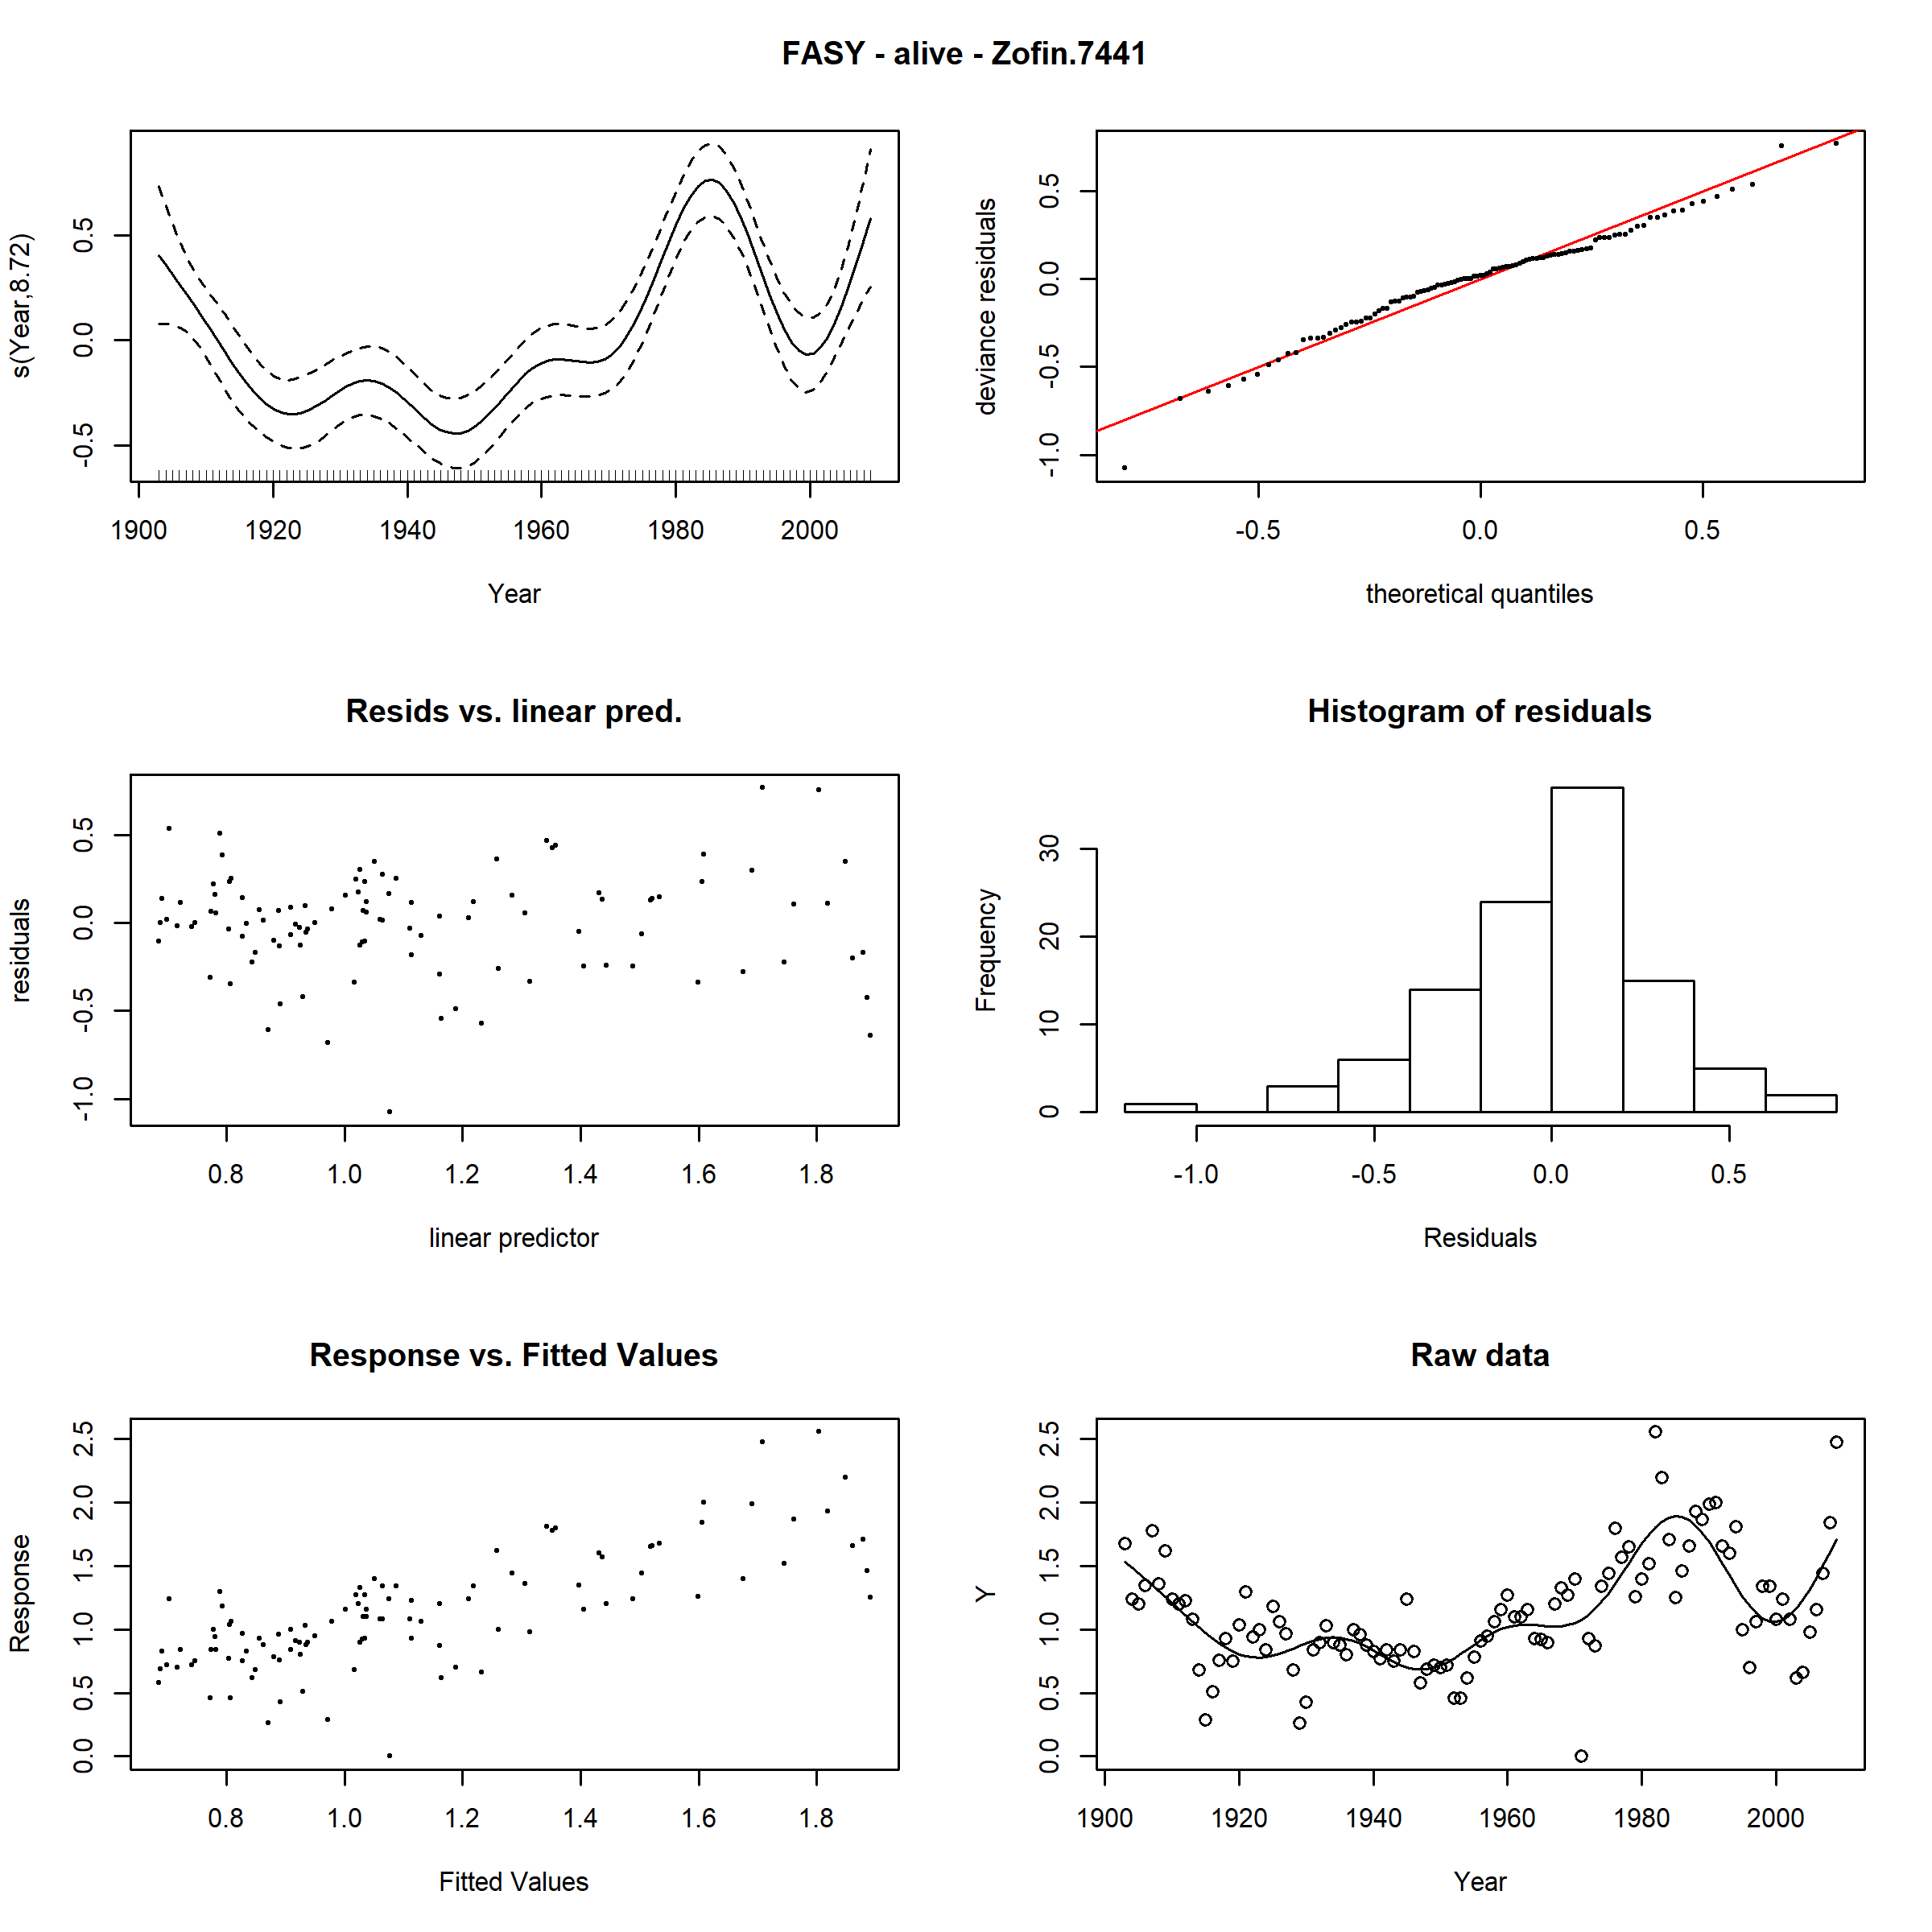 FASY - alive - Zofin.7441
s(Year,8.72)
-0.5 0.0 0.5
1900 1920 1940 1960 1980 2000
Year
deviance residuals
-1.0 -0.5 0.0 0.5
-0.5 0.0 0.5
theoretical quantiles
Resids vs. linear pred.
residuals
-1.0 -0.5 0.0 0.5
0.8 1.0 1.2 1.4 1.6 1.8
linear predictor
Histogram of residuals
Frequency
0 10 20 30
-1.0 -0.5 0.0 0.5
Residuals
Response vs. Fitted Values
Response
0.0 0.5 1.0 1.5 2.0 2.5
0.8 1.0 1.2 1.4 1.6 1.8
Fitted Values
Raw data
Y
0.0 0.5 1.0 1.5 2.0 2.5
1900 1920 1940 1960 1980 2000
Year